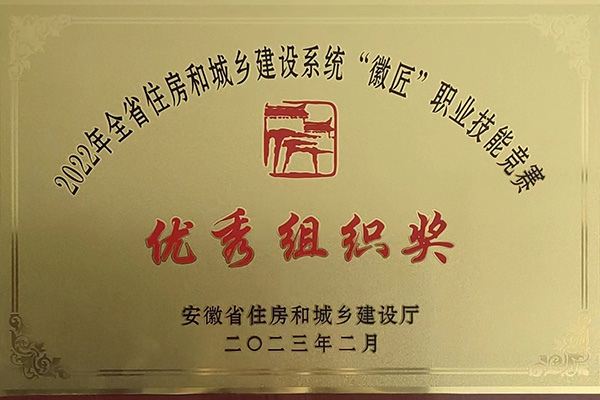 2022年全省住房和城乡建设系统“徽匠”职业技能竞赛
优秀组织奖
安徽省住房和城乡建设厅
二〇二三年二月